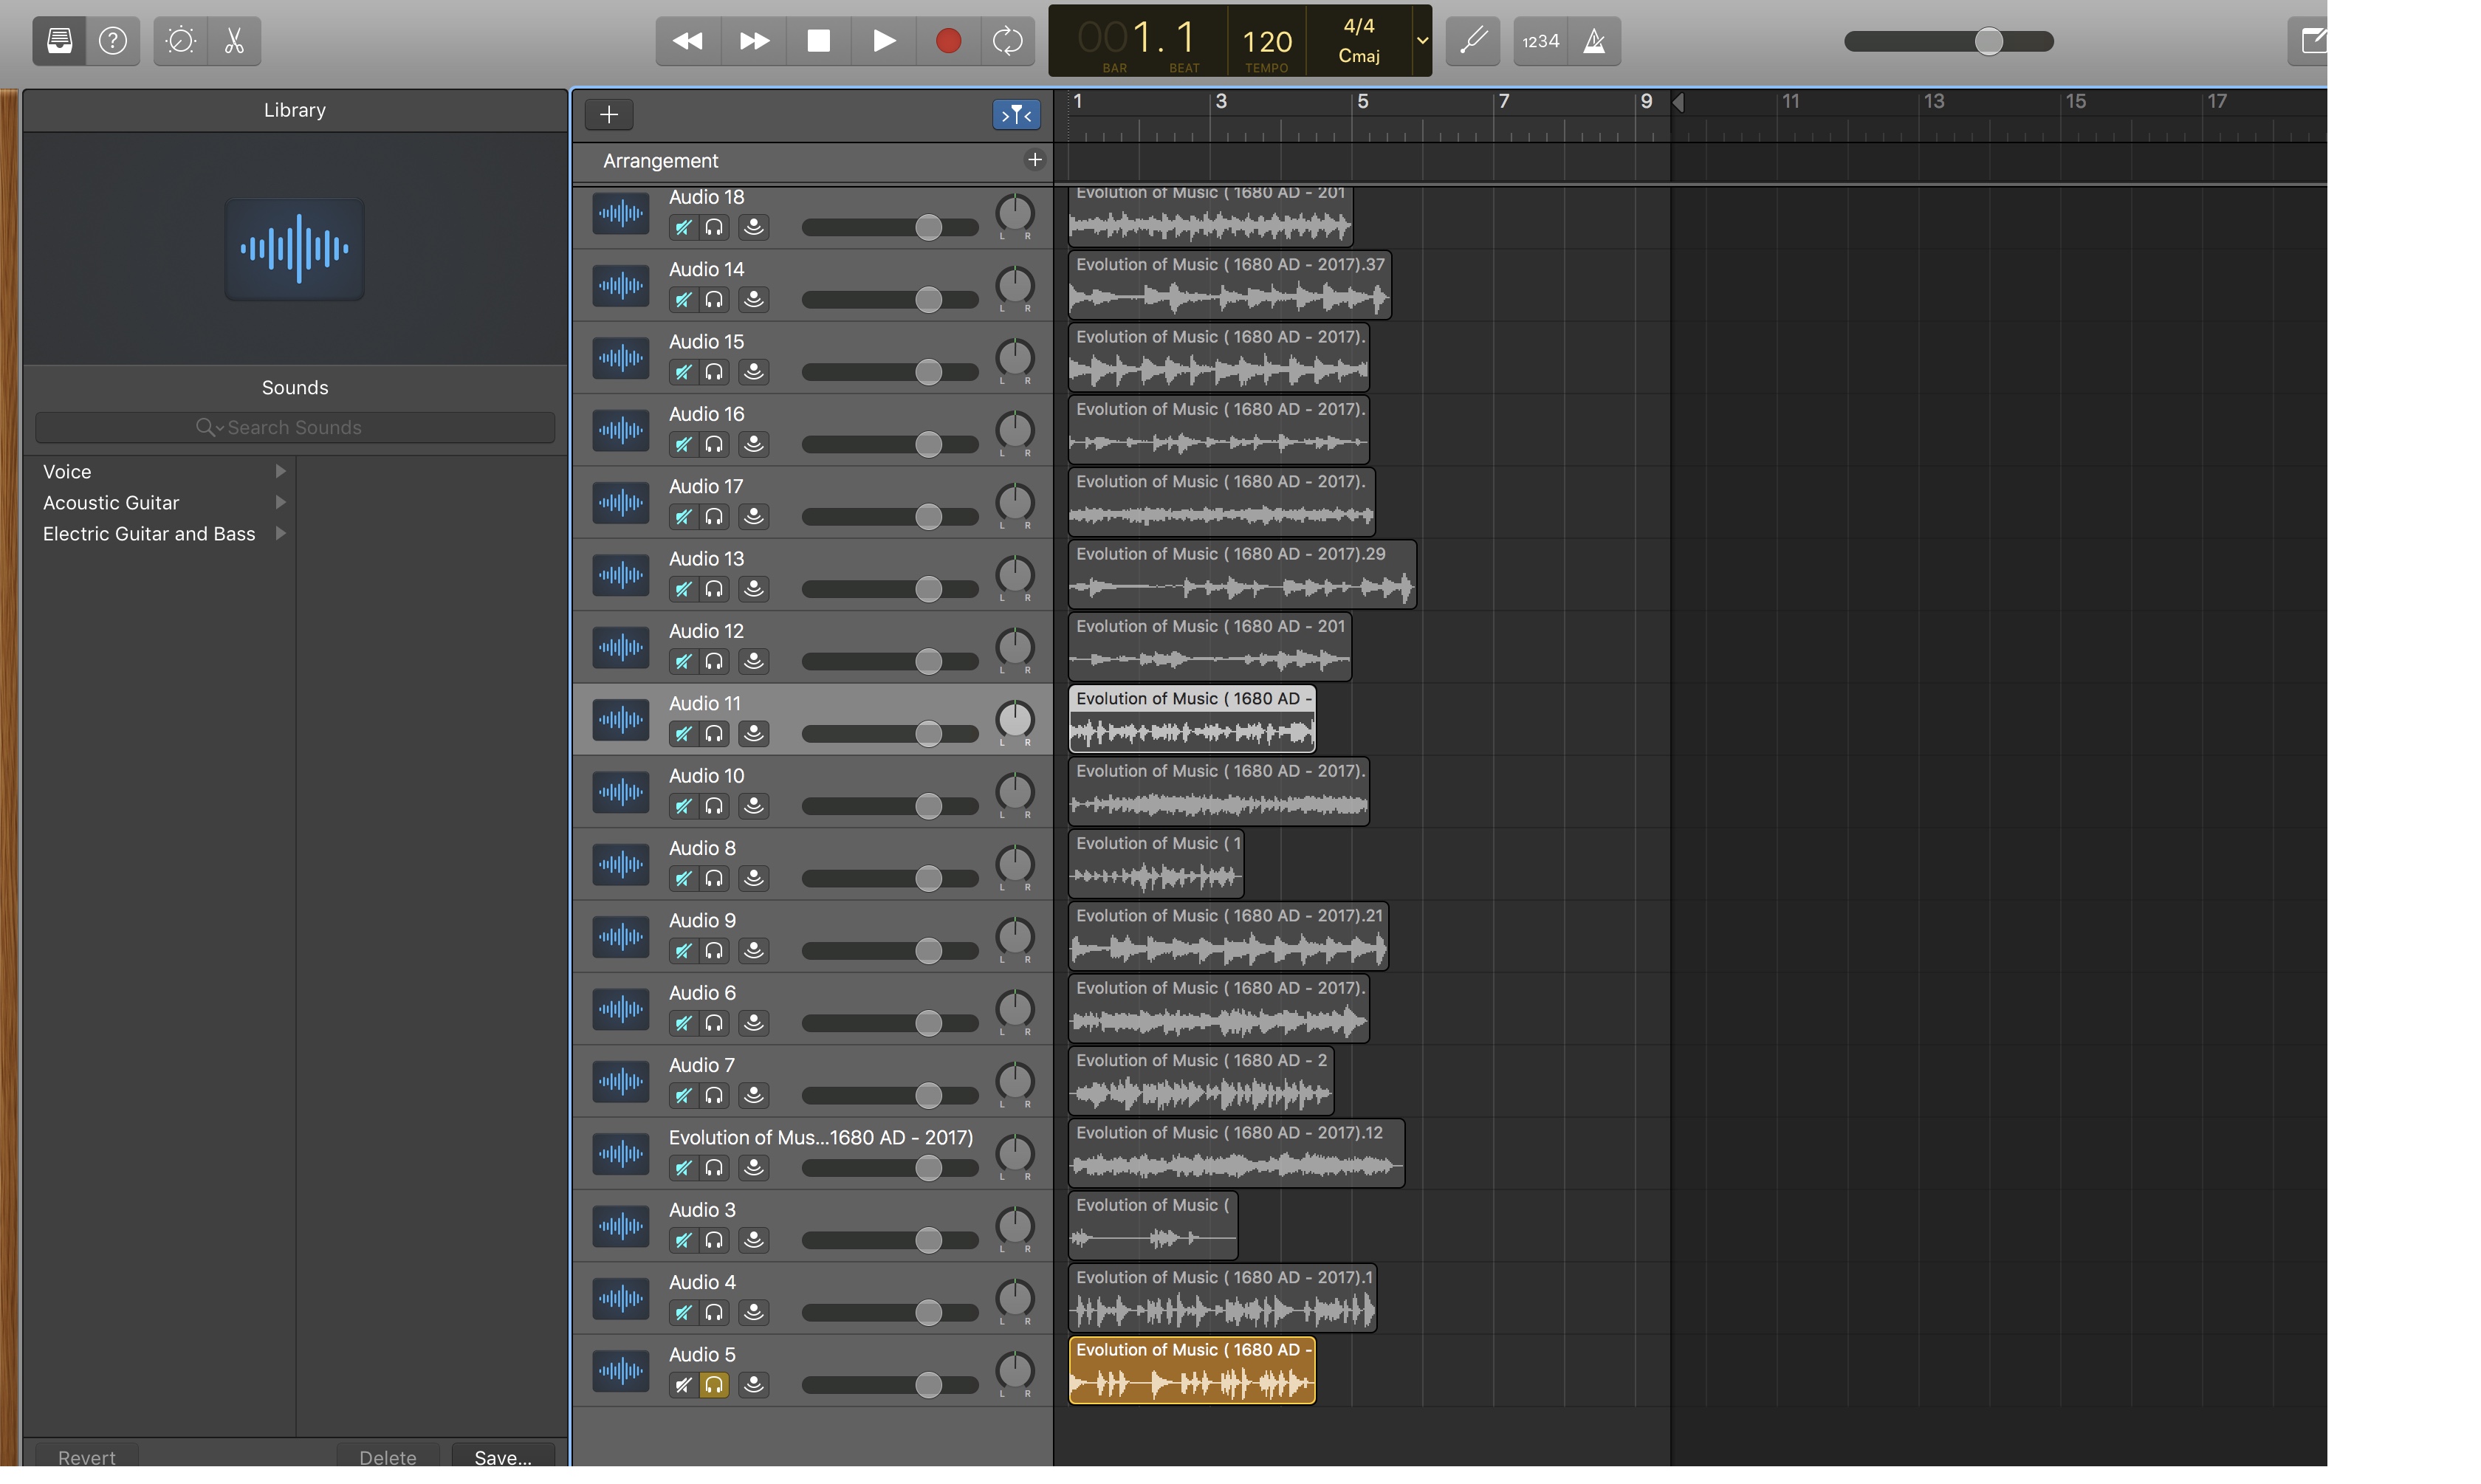 001. 1
BAR BEAT
120
TEMPO
4/4
Cmaj
1234
Library
Sounds
Search Sounds
Voice
Acoustic Guitar
Electric Guitar and Bass
Revert Delete Save...
1 3 5 7 9 11 13 15 17
Arrangement
Audio 18
L R
Evolution of Music ( 1680 AD - 201
Audio 14
L R
Evolution of Music ( 1680 AD - 2017).37
Audio 15
L R
Evolution of Music ( 1680 AD - 2017).
Audio 16
L R
Evolution of Music ( 1680 AD - 2017).
Audio 17
L R
Evolution of Music ( 1680 AD - 2017).
Audio 13
L R
Evolution of Music ( 1680 AD - 2017).29
Audio 12
L R
Evolution of Music ( 1680 AD - 201
Audio 11
L R
Evolution of Music ( 1680 AD -
Audio 10
L R
Evolution of Music ( 1680 AD - 2017).
Audio 8
L R
Evolution of Music ( 1
Audio 9
L R
Evolution of Music ( 1680 AD - 2017).21
Audio 6
L R
Evolution of Music ( 1680 AD - 2017).
Audio 7
L R
Evolution of Music ( 1680 AD - 2
Evolution of Mus...1680 AD - 2017)
L R
Evolution of Music ( 1680 AD - 2017).12
Audio 3
L R
Evolution of Music (
Audio 4
L R
Evolution of Music ( 1680 AD - 2017).1
Audio 5
L R
Evolution of Music ( 1680 AD -